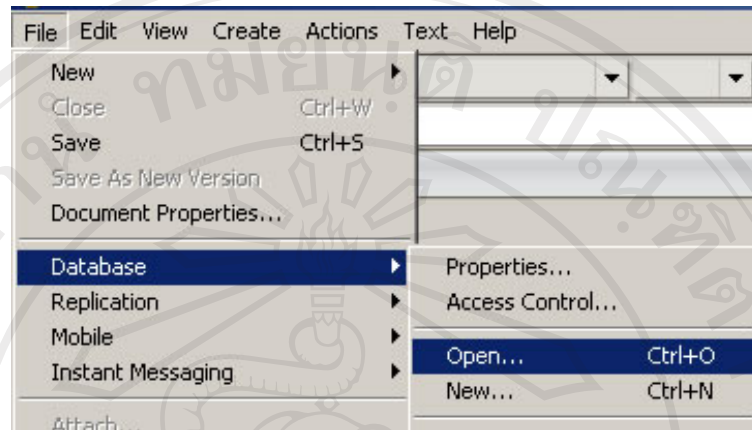 File Edit View Create Actions Text Help
New
Close Ctrl+W
Save Ctrl+S
Save As New Version
Document Properties...
Database
Replication
Mobile
Instant Messaging
Attach...
Properties...
Access Control...
Open... Ctrl+O
New... Ctrl+N